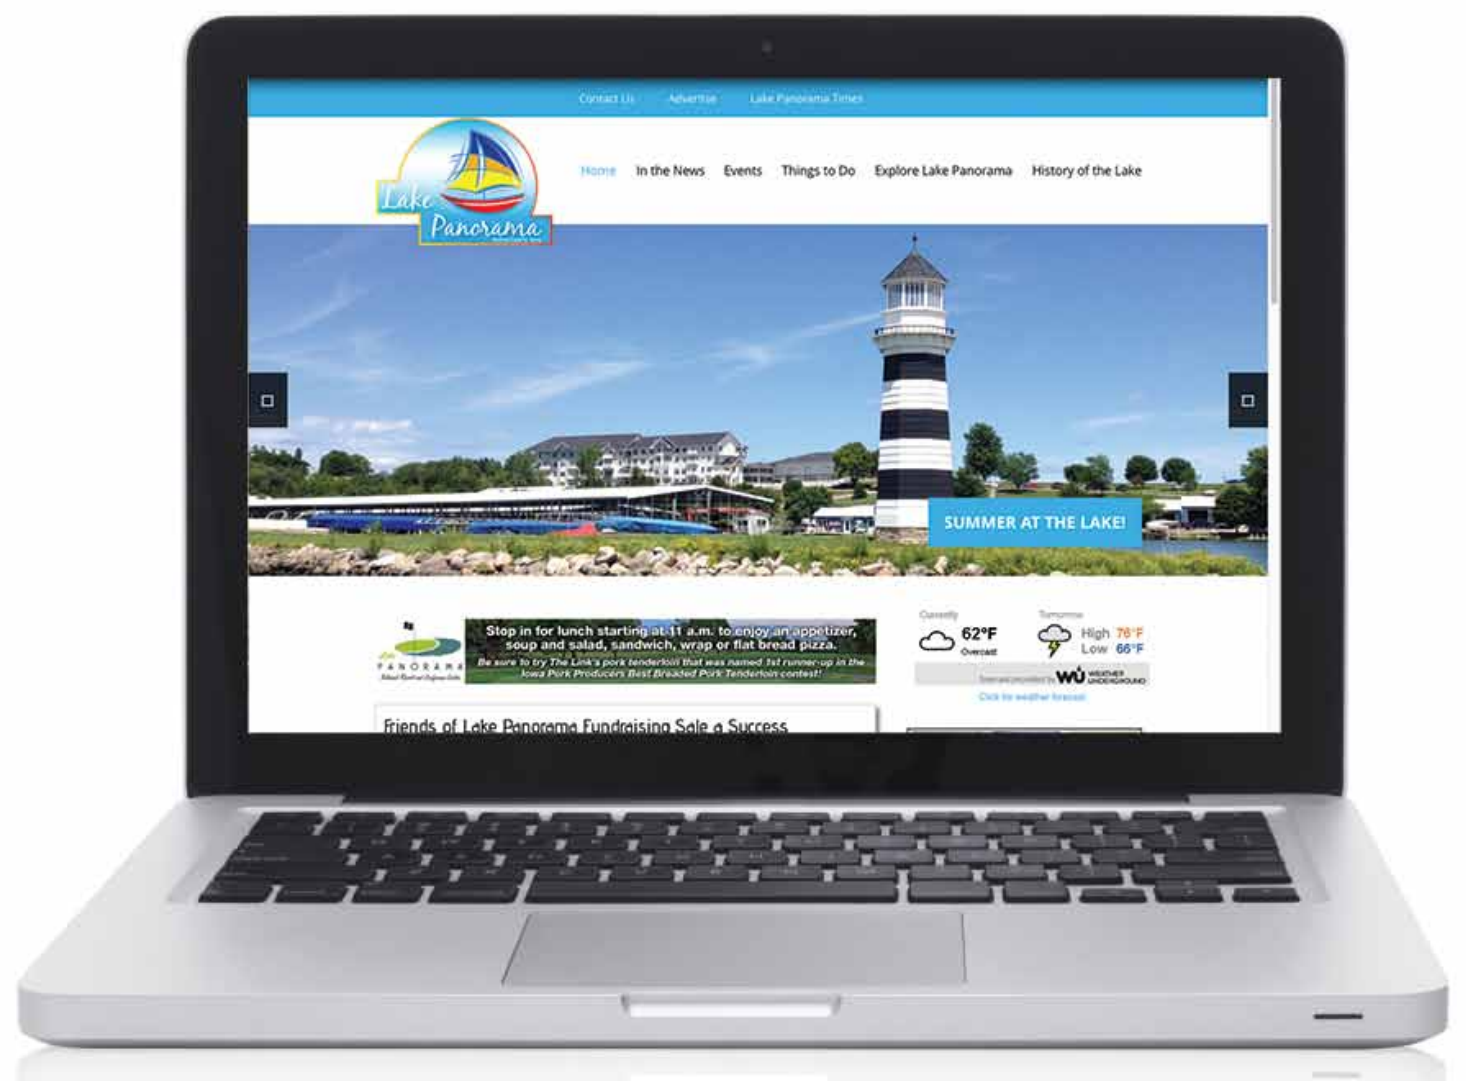 Contact Us Advertise Lake Panorama Times
Lake
Panorama
Home In the News Events Things to Do Explore Lake Panorama History of the Lake
SUMMER AT THE LAKE!
PANORAMA
Stop in for lunch starting at 11 a.m. to enjoy an appetizer,
soup and salad, sandwich, wrap or flat bread pizza.
Be sure to try The Link's pork tenderloin that was named 1st runner-up in the
Iowa Pork Producers Best Breaded Pork Tenderloin contest!
Currently
62°F
Overcast
Tomorrow
High 76°F
Low 66°F
WEATHER
UNDERGROUND
Click for weather forecast
Friends of Lake Panorama Fundraising Sale a Success